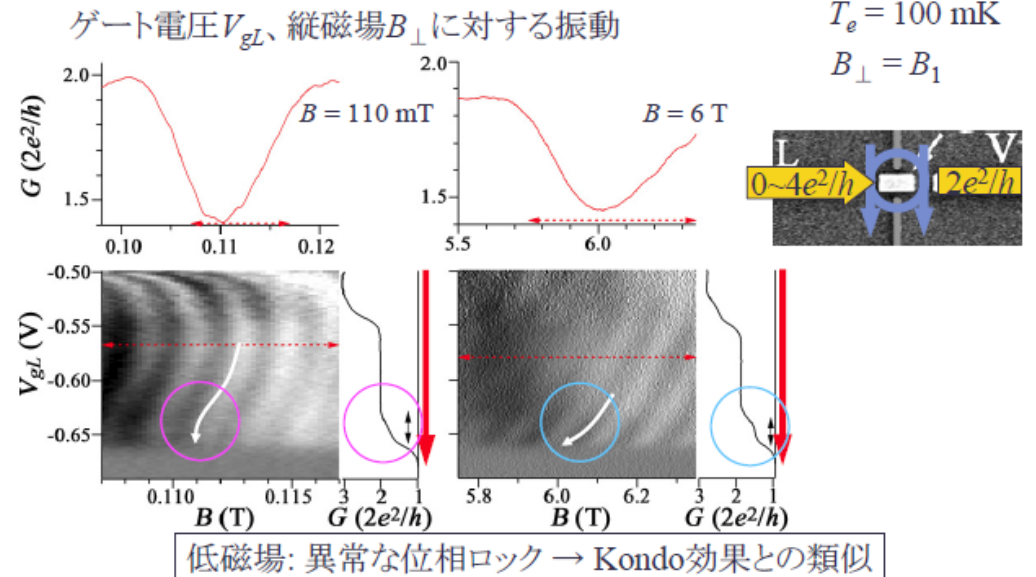 ゲート電圧VgL、縦磁場B⊥に対する振動
Te = 100 mK
B⊥ = B1
2.0
1.5
G (2e²/h)
B = 110 mT
0.10 0.11 0.12
2.0
1.5
B = 6 T
5.5 6.0
L
V
0~4e²/h
2e²/h
-0.50
-0.55
-0.60
-0.65
VgL (V)
0.110 0.115
B (T)
3 2 1
G (2e²/h)
5.8 6.0 6.2
B (T)
3 2 1
G (2e²/h)
低磁場: 異常な位相ロック → Kondo効果との類似